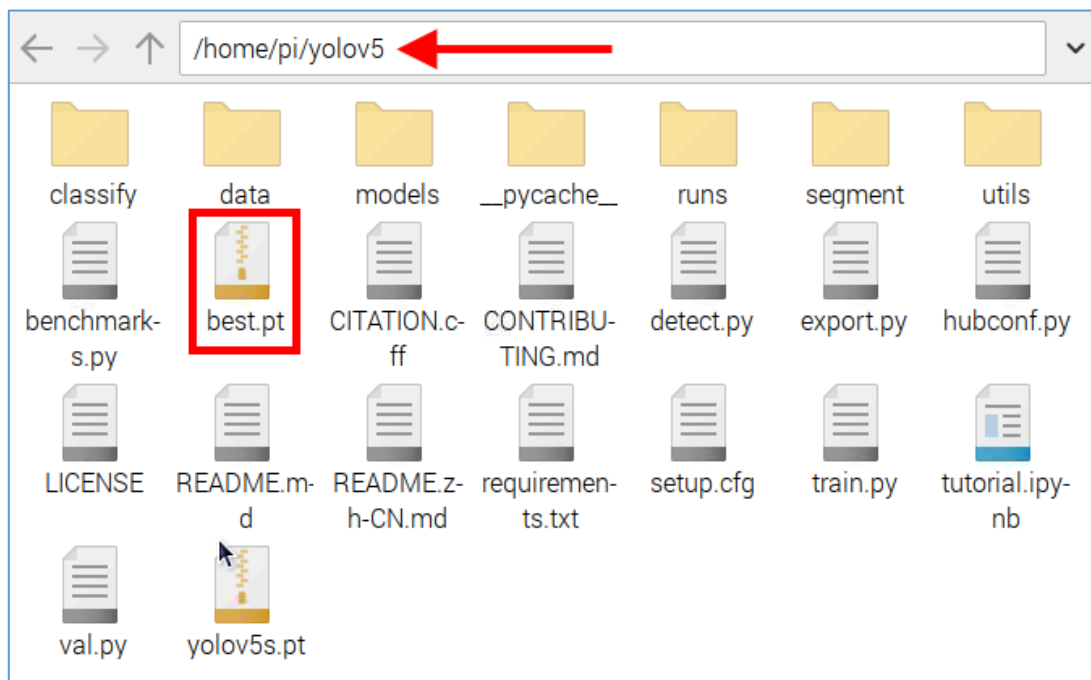 /home/pi/yolov5
classify
data
models
__pycache__
runs
segment
utils
benchmark-
s.py
best.pt
CITATION.c-
ff
CONTRIBU-
TING.md
detect.py
export.py
hubconf.py
LICENSE
README.m-
d
README.z-
h-CN.md
requiremen-
ts.txt
setup.cfg
train.py
tutorial.ipy-
nb
val.py
yolov5s.pt